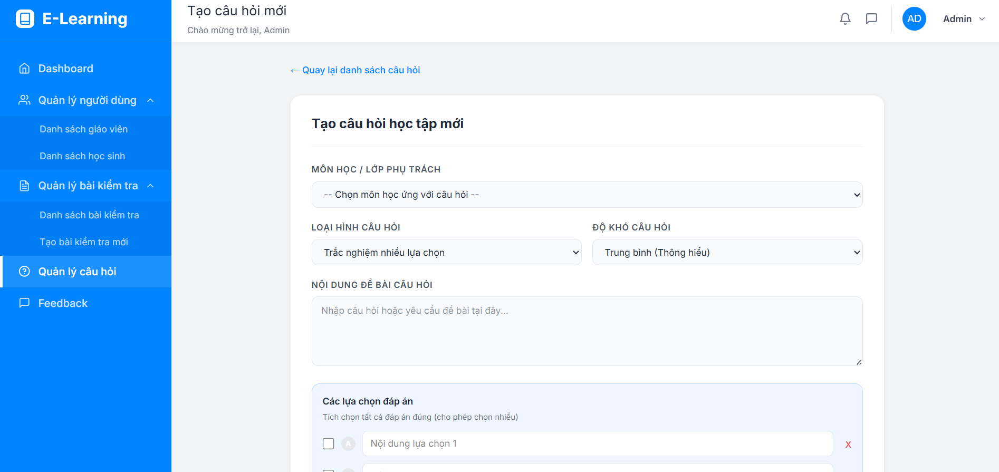 E-Learning
Tạo câu hỏi mới
Chào mừng trở lại, Admin
AD
Admin
Dashboard
Quản lý người dùng
Danh sách giáo viên
Danh sách học sinh
Quản lý bài kiểm tra
Danh sách bài kiểm tra
Tạo bài kiểm tra mới
Quản lý câu hỏi
Feedback
← Quay lại danh sách câu hỏi
Tạo câu hỏi học tập mới
MÔN HỌC / LỚP PHỤ TRÁCH
-- Chọn môn học ứng với câu hỏi --
LOẠI HÌNH CÂU HỎI
ĐỘ KHÓ CÂU HỎI
Trắc nghiệm nhiều lựa chọn
Trung bình (Thông hiểu)
NỘI DUNG ĐỀ BÀI CÂU HỎI
Nhập câu hỏi hoặc yêu cầu đề bài tại đây...
Các lựa chọn đáp án
Tích chọn tất cả đáp án đúng (cho phép chọn nhiều)
A
Nội dung lựa chọn 1
X